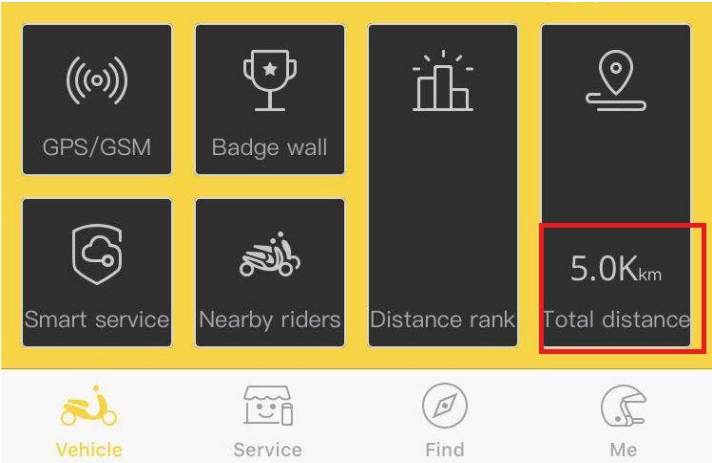 GPS/GSM
Badge wall
Smart service
Nearby riders
Distance rank
5.0Kkm
Total distance
Vehicle
Service
Find
Me